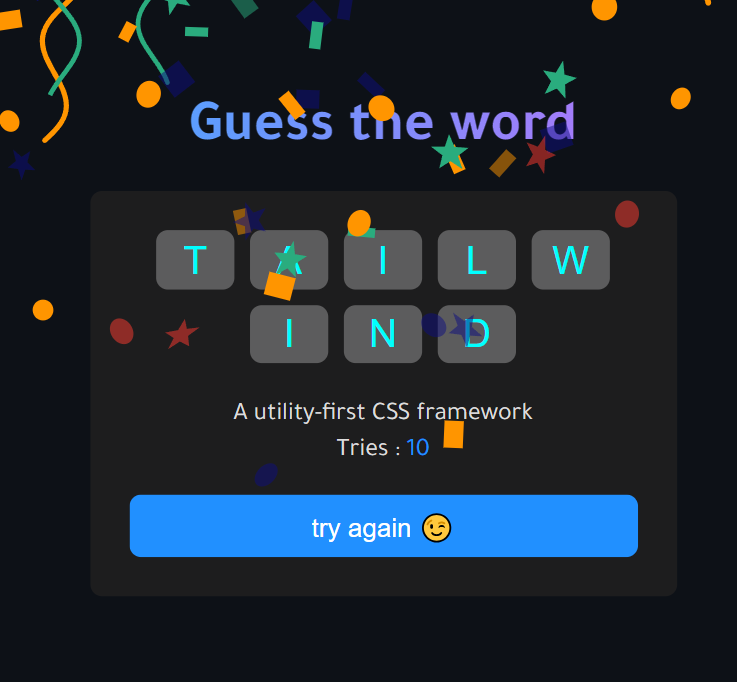 Guess the word
T A I L W
I N D
A utility-first CSS framework
Tries : 10
try again 😉